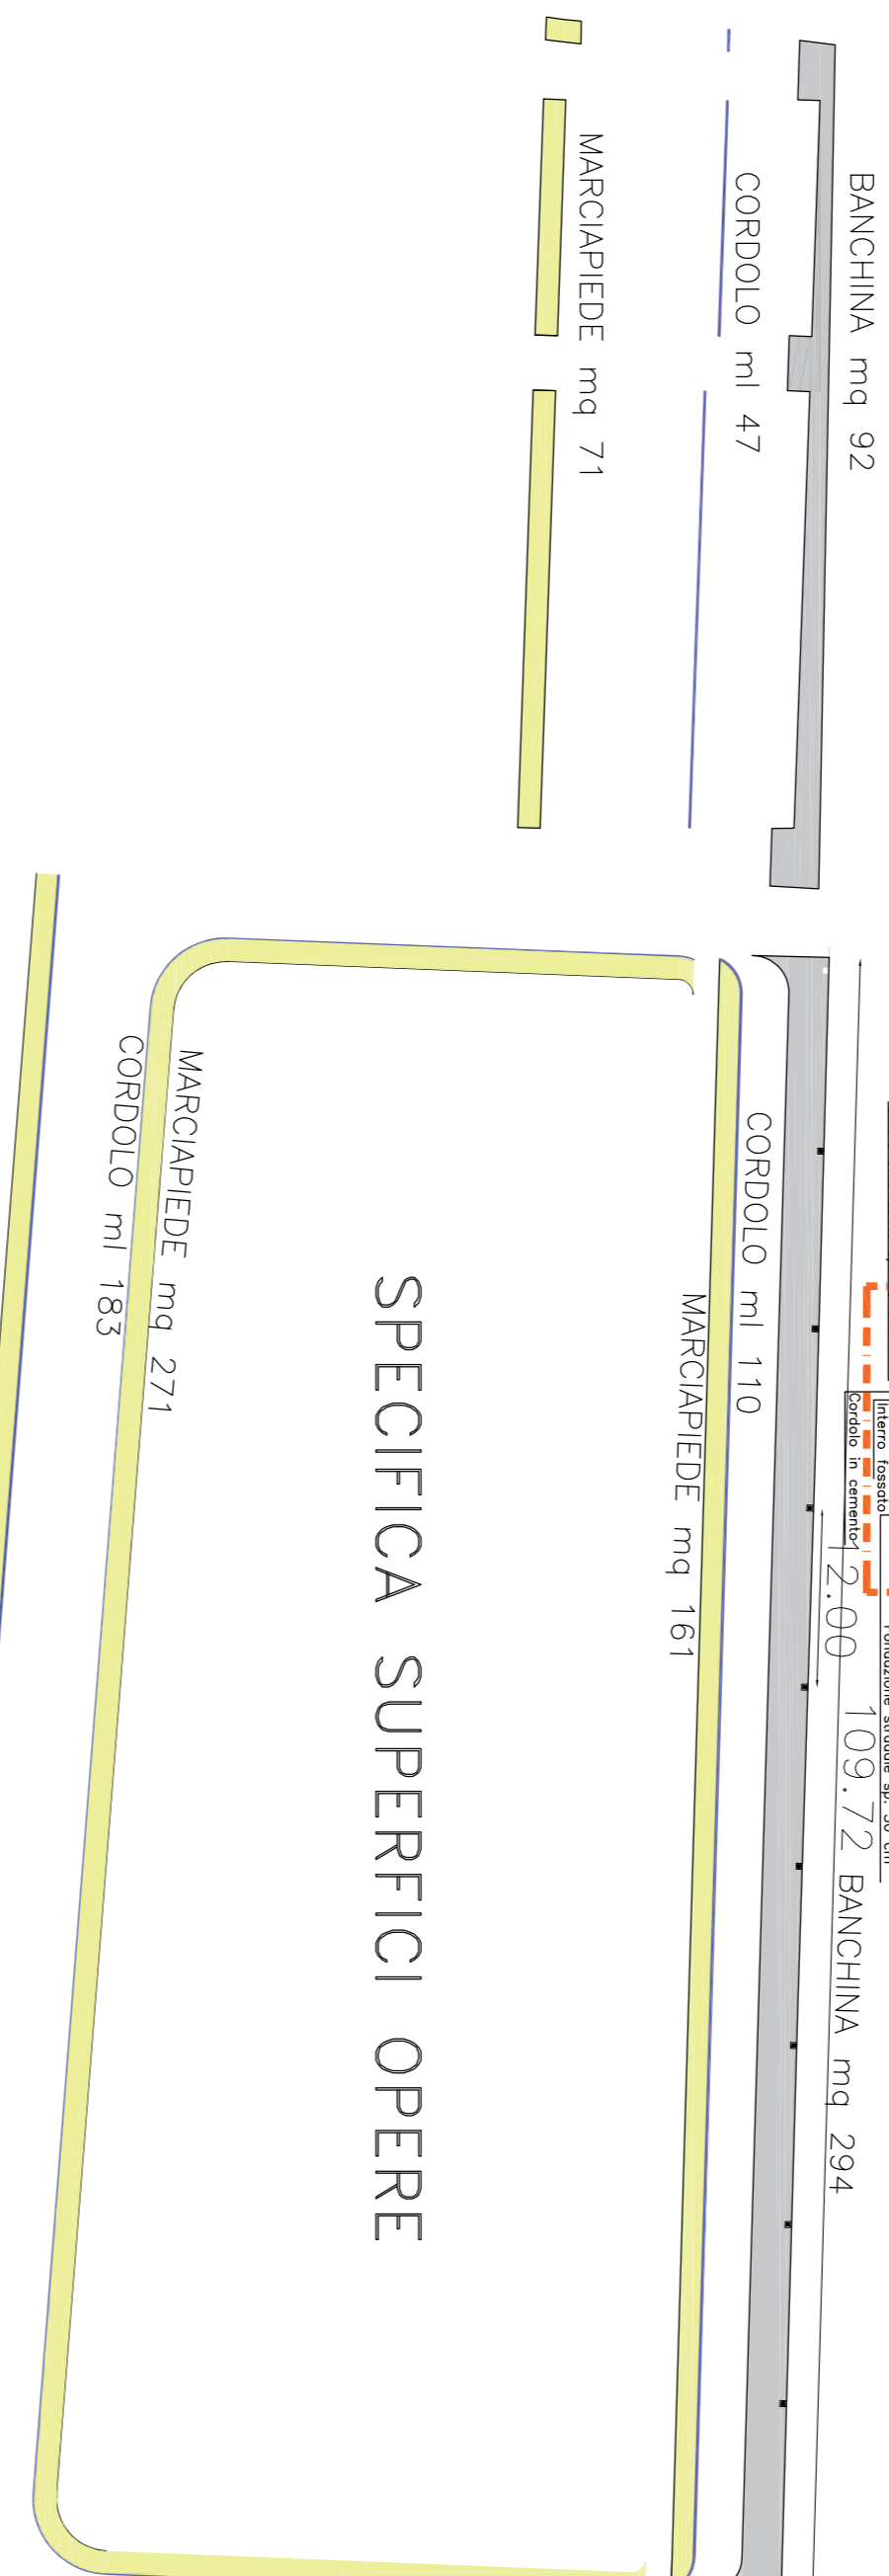 BANCHINA mq 92
CORDOLO ml 47
MARCIAPIEDE mq 71
Interro fossato
Cordolo in cemento
12.00
109.72
BANCHINA mq 294
CORDOLO ml 110
MARCIAPIEDE mq 161
SPECIFICA SUPERFICI OPERE
MARCIAPIEDE mq 271
CORDOLO ml 183